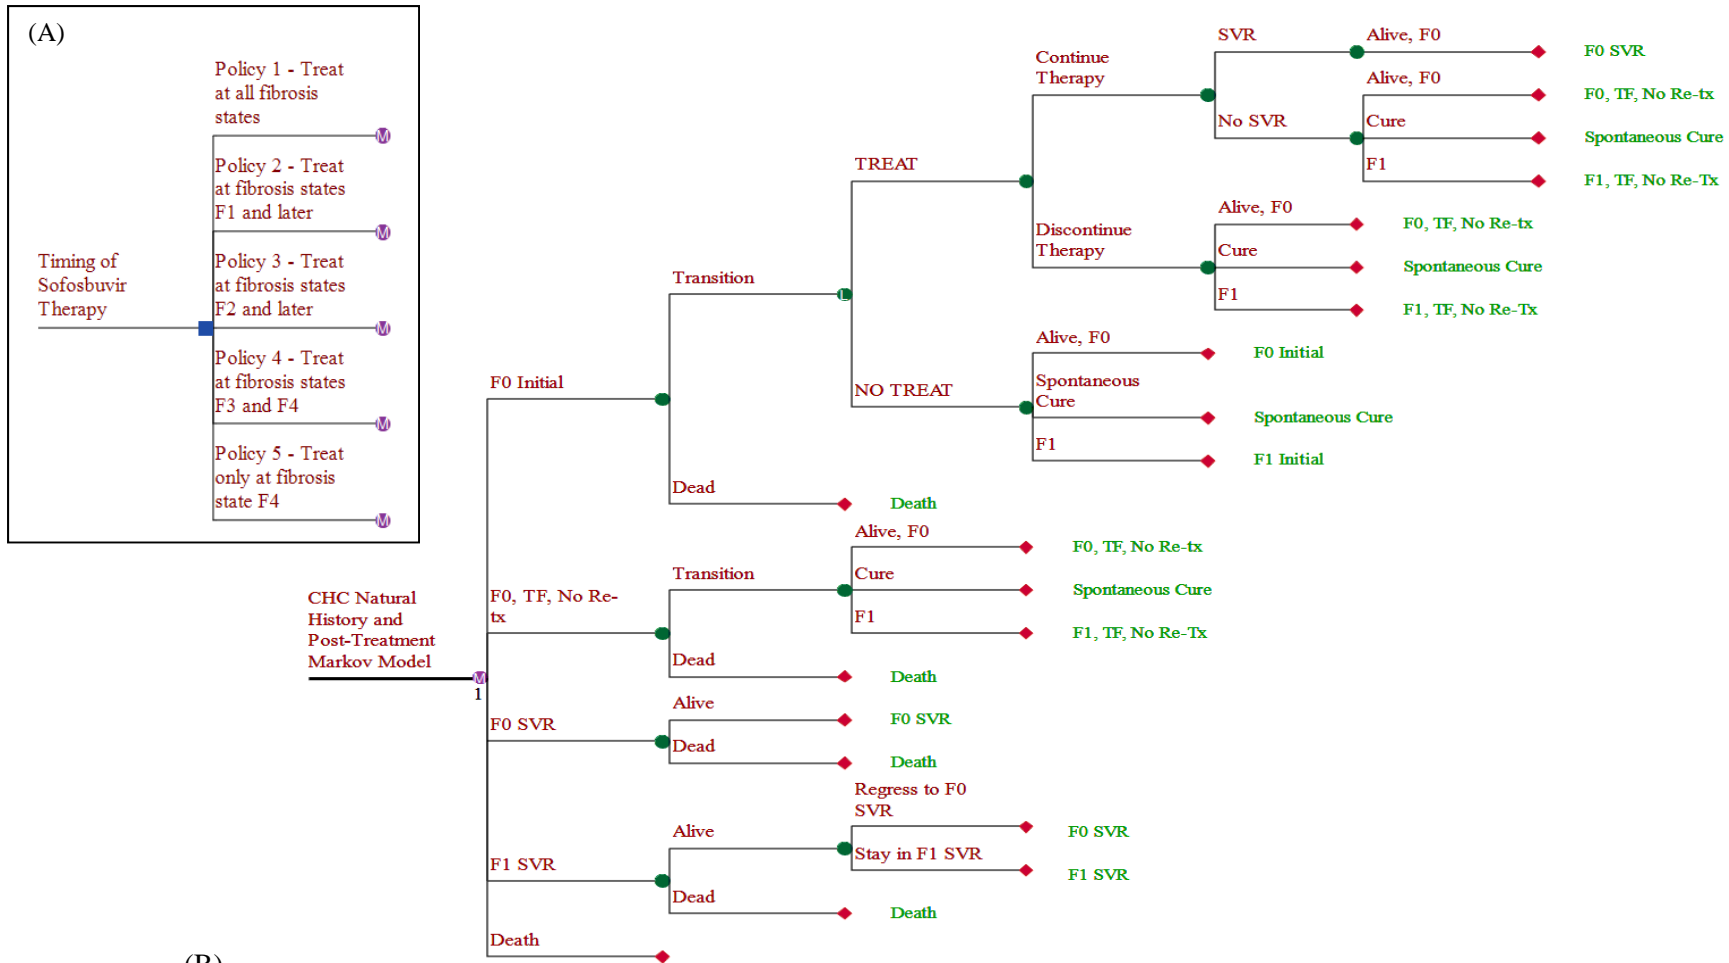 (A)
Policy 1 - Treat
at all fibrosis
states
M
Policy 2 - Treat
at fibrosis states
F1 and later
M
Timing of
Sofosbuvir
Therapy
Policy 3 - Treat
at fibrosis states
F2 and later
M
Policy 4 - Treat
at fibrosis states
F3 and F4
M
Policy 5 - Treat
only at fibrosis
state F4
M
CHC Natural
History and
Post-Treatment
Markov Model
M
1
F0 Initial
Transition
L
TREAT
Continue
Therapy
SVR
Alive, F0
F0 SVR
No SVR
Alive, F0
F0, TF, No Re-tx
Cure
Spontaneous Cure
F1
F1, TF, No Re-Tx
Discontinue
Therapy
Alive, F0
F0, TF, No Re-tx
Cure
Spontaneous Cure
F1
F1, TF, No Re-Tx
NO TREAT
Alive, F0
F0 Initial
Spontaneous
Cure
Spontaneous Cure
F1
F1 Initial
Dead
Death
F0, TF, No Re-
tx
Transition
Alive, F0
F0, TF, No Re-tx
Cure
Spontaneous Cure
F1
F1, TF, No Re-Tx
Dead
Death
F0 SVR
Alive
F0 SVR
Dead
Death
F1 SVR
Alive
Regress to F0
SVR
F0 SVR
Stay in F1 SVR
F1 SVR
Dead
Death
Death
(B)